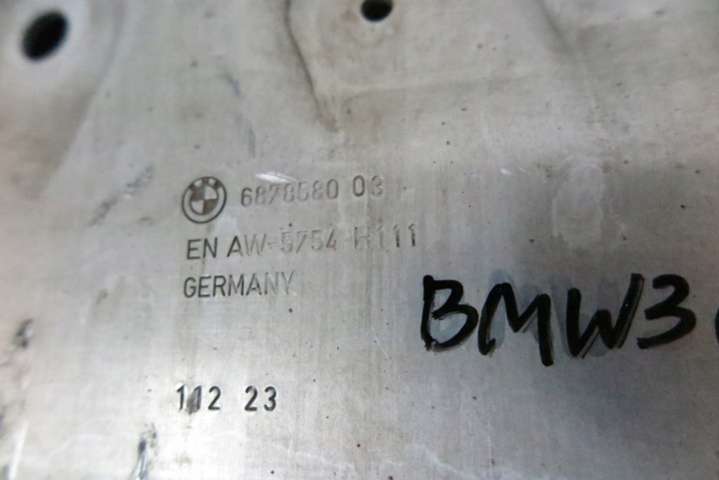 6878580 03
EN AW-5754 H111
GERMANY
BMW3
112 23